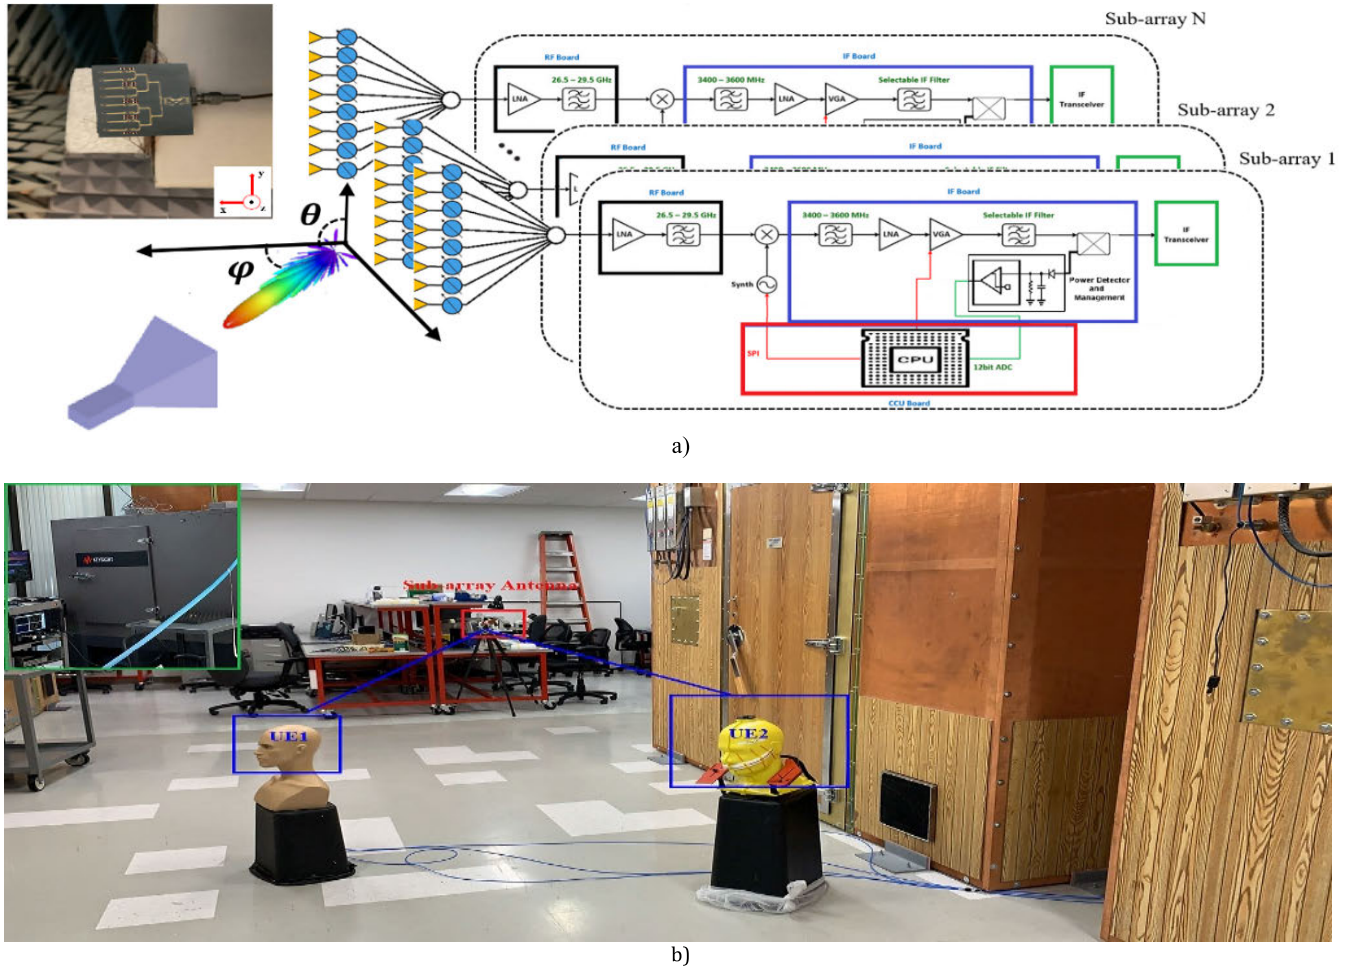 Sub-array N
RF Board
IF Board
26.5 – 29.5 GHz
3400 – 3600 MHz
Selectable IF Filter
LNA
LNA
VGA
IF
Transceiver
Sub-array 2
Sub-array 1
RF Board
IF Board
L
y
x
z
θ
φ
RF Board
IF Board
26.5 – 29.5 GHz
3400 – 3600 MHz
Selectable IF Filter
LNA
LNA
VGA
IF
Transceiver
Synth
Power Detector
and
Management
SPI
CPU
12bit ADC
CCU Board
a)
KEYSIGHT
Sub-array Antenna
UE1
UE2
b)